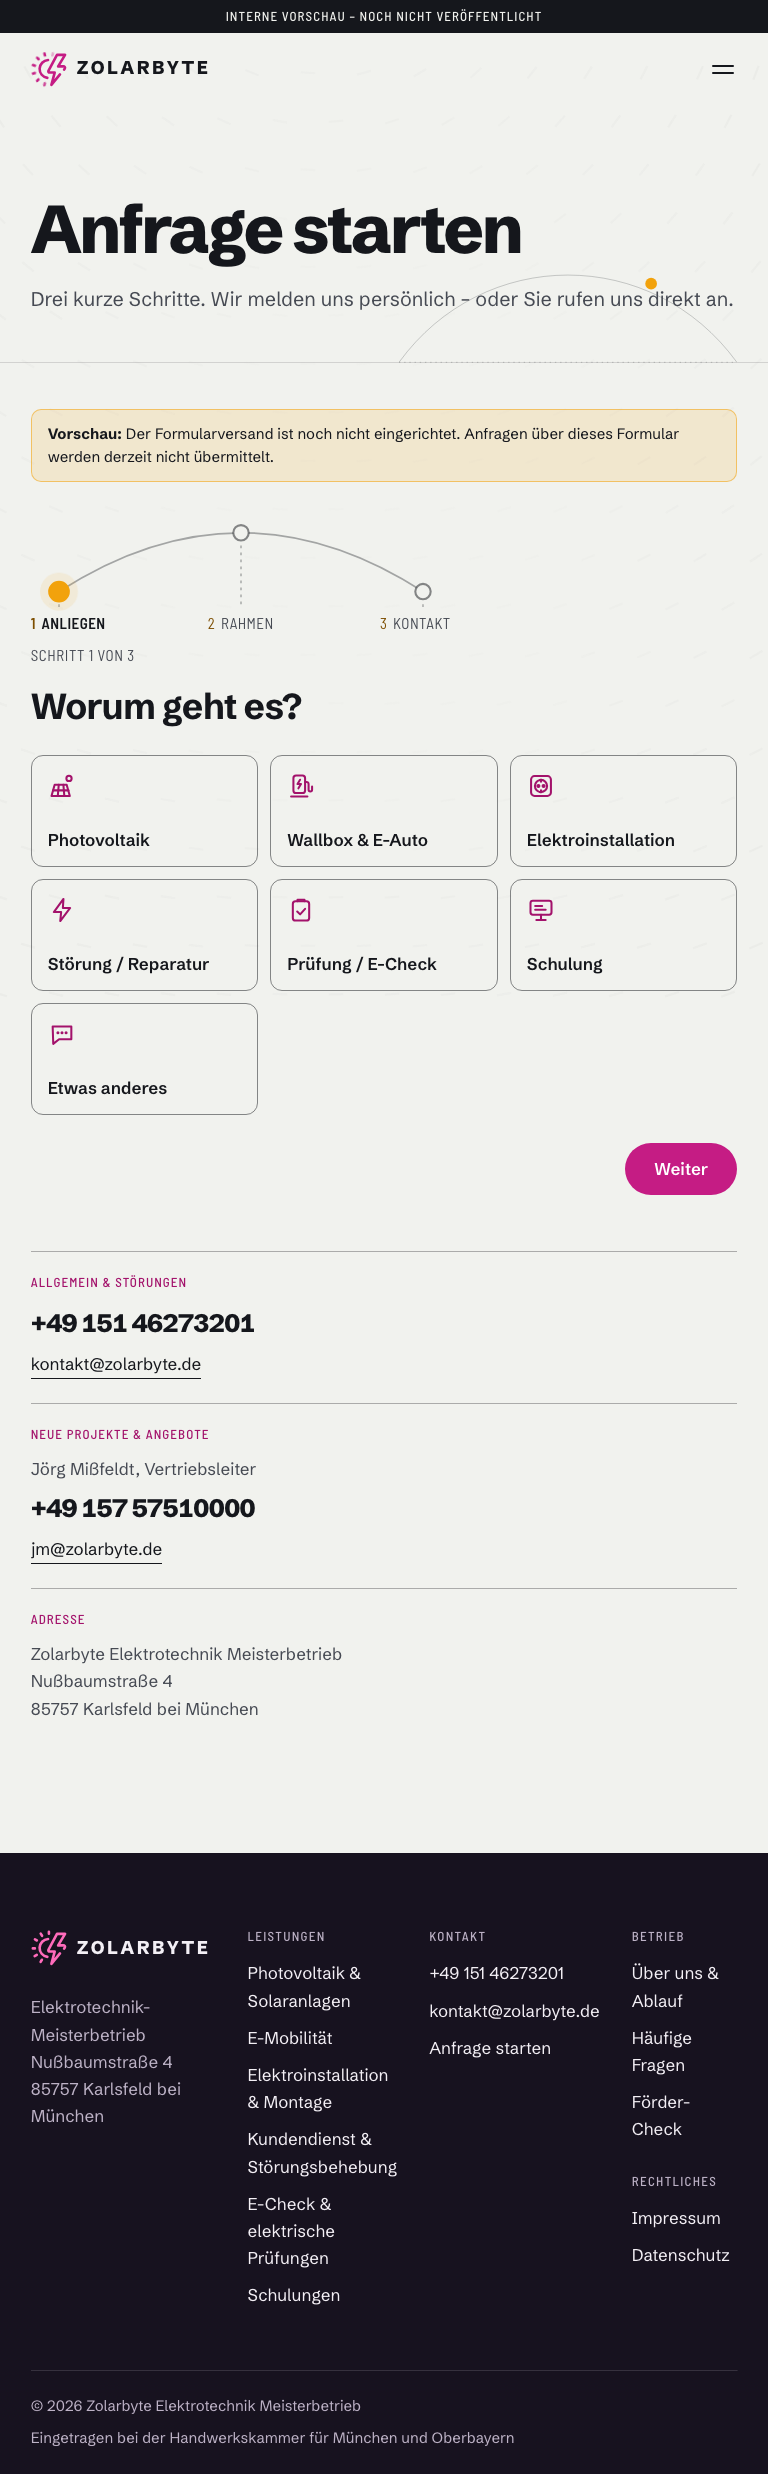 INTERNE VORSCHAU – NOCH NICHT VERÖFFENTLICHT
ZOLARBYTE
Anfrage starten
Drei kurze Schritte. Wir melden uns persönlich – oder Sie rufen uns direkt an.
Vorschau: Der Formularversand ist noch nicht eingerichtet. Anfragen über dieses Formular
werden derzeit nicht übermittelt.
1 ANLIEGEN
2 RAHMEN
3 KONTAKT
SCHRITT 1 VON 3
Worum geht es?
Photovoltaik
Wallbox & E-Auto
Elektroinstallation
Störung / Reparatur
Prüfung / E-Check
Schulung
Etwas anderes
Weiter
ALLGEMEIN & STÖRUNGEN
+49 151 46273201
kontakt@zolarbyte.de
NEUE PROJEKTE & ANGEBOTE
Jörg Mißfeldt, Vertriebsleiter
+49 157 57510000
jm@zolarbyte.de
ADRESSE
Zolarbyte Elektrotechnik Meisterbetrieb
Nußbaumstraße 4
85757 Karlsfeld bei München
ZOLARBYTE
Elektrotechnik-
Meisterbetrieb
Nußbaumstraße 4
85757 Karlsfeld bei
München
LEISTUNGEN
Photovoltaik &
Solaranlagen
E-Mobilität
Elektroinstallation
& Montage
Kundendienst &
Störungsbehebung
E-Check &
elektrische
Prüfungen
Schulungen
KONTAKT
+49 151 46273201
kontakt@zolarbyte.de
Anfrage starten
BETRIEB
Über uns &
Ablauf
Häufige
Fragen
Förder-
Check
RECHTLICHES
Impressum
Datenschutz
© 2026 Zolarbyte Elektrotechnik Meisterbetrieb
Eingetragen bei der Handwerkskammer für München und Oberbayern